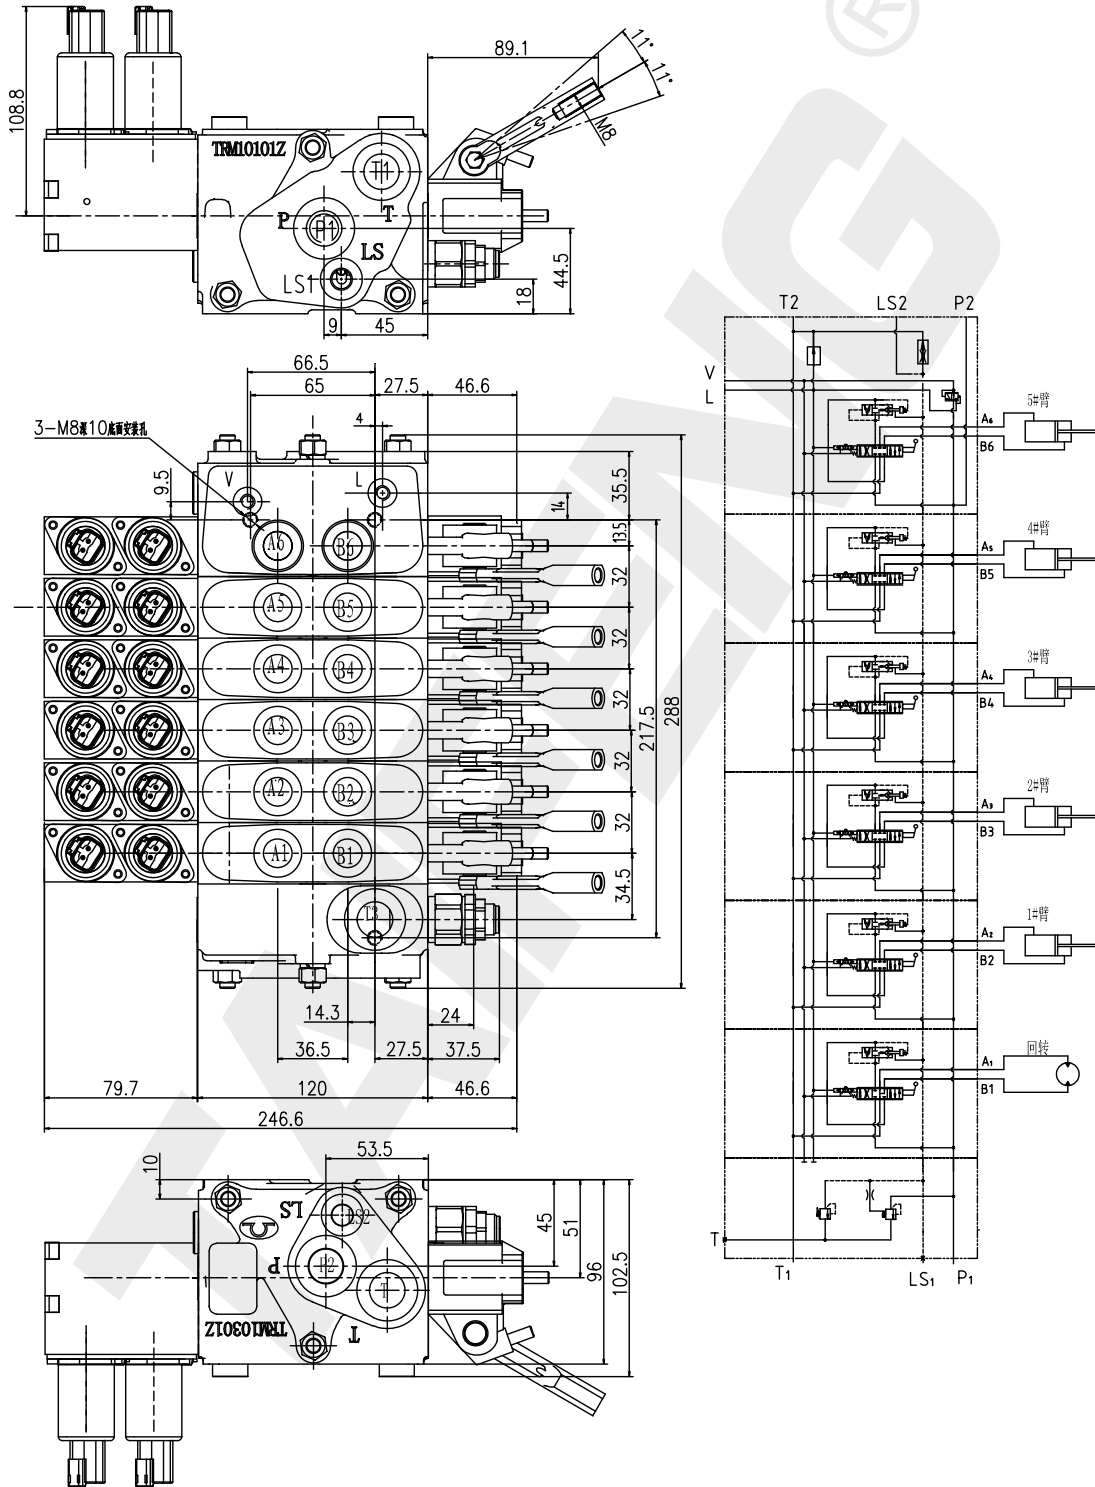 ®
108.8
89.1
11°
11°
M8
TRM10101Z
T1
P
P1
T
LS
LS1
44.5
18
9
45
TAIHENG
66.5
65
27.5
46.6
4
3-M8深10底面安装孔
9.5
V
L
14
35.5
13.5
A6
B6
32
A5
B5
32
A4
B4
32
A3
B3
32
A2
B2
32
A1
B1
34.5
217.5
288
T3
14.3
24
36.5
27.5
37.5
79.7
120
46.6
246.6
53.5
10
LS
LS2
P2
P
T
TRM10301Z
T
45
51
96
102.5
T2
LS2
P2
V
L
5#臂
A6
B6
4#臂
A5
B5
3#臂
A4
B4
2#臂
A3
B3
1#臂
A2
B2
回转
A1
B1
T
T1
LS1
P1